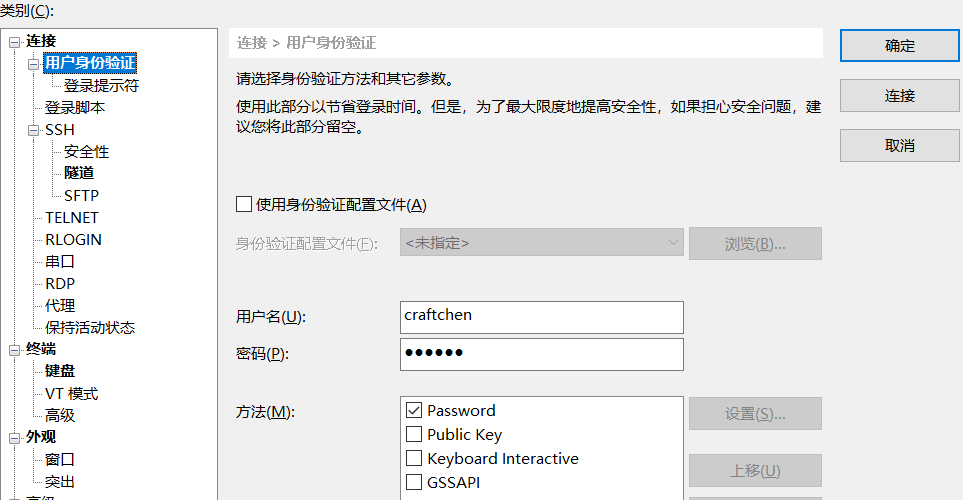 类别(C):
连接
用户身份验证
登录提示符
登录脚本
SSH
安全性
隧道
SFTP
TELNET
RLOGIN
串口
RDP
代理
保持活动状态
终端
键盘
VT 模式
高级
外观
窗口
突出
连接 > 用户身份验证
请选择身份验证方法和其它参数。
使用此部分以节省登录时间。但是，为了最大限度地提高安全性，如果担心安全问题，建
议您将此部分留空。
使用身份验证配置文件(A)
身份验证配置文件(F):
<未指定>
浏览(B)...
用户名(U):
craftchen
密码(P):
●●●●●●
方法(M):
Password
Public Key
Keyboard Interactive
GSSAPI
设置(S)...
上移(U)
确定
连接
取消